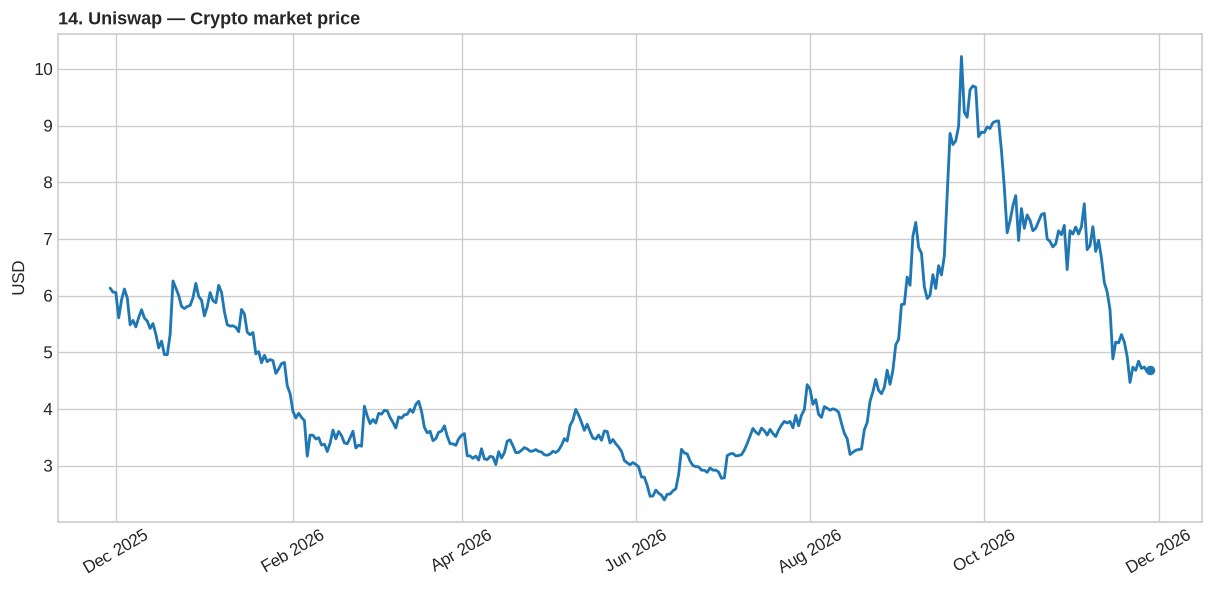 14. Uniswap — Crypto market price
USD
10
9
8
7
6
5
4
3
Dec 2025
Feb 2026
Apr 2026
Jun 2026
Aug 2026
Oct 2026
Dec 2026